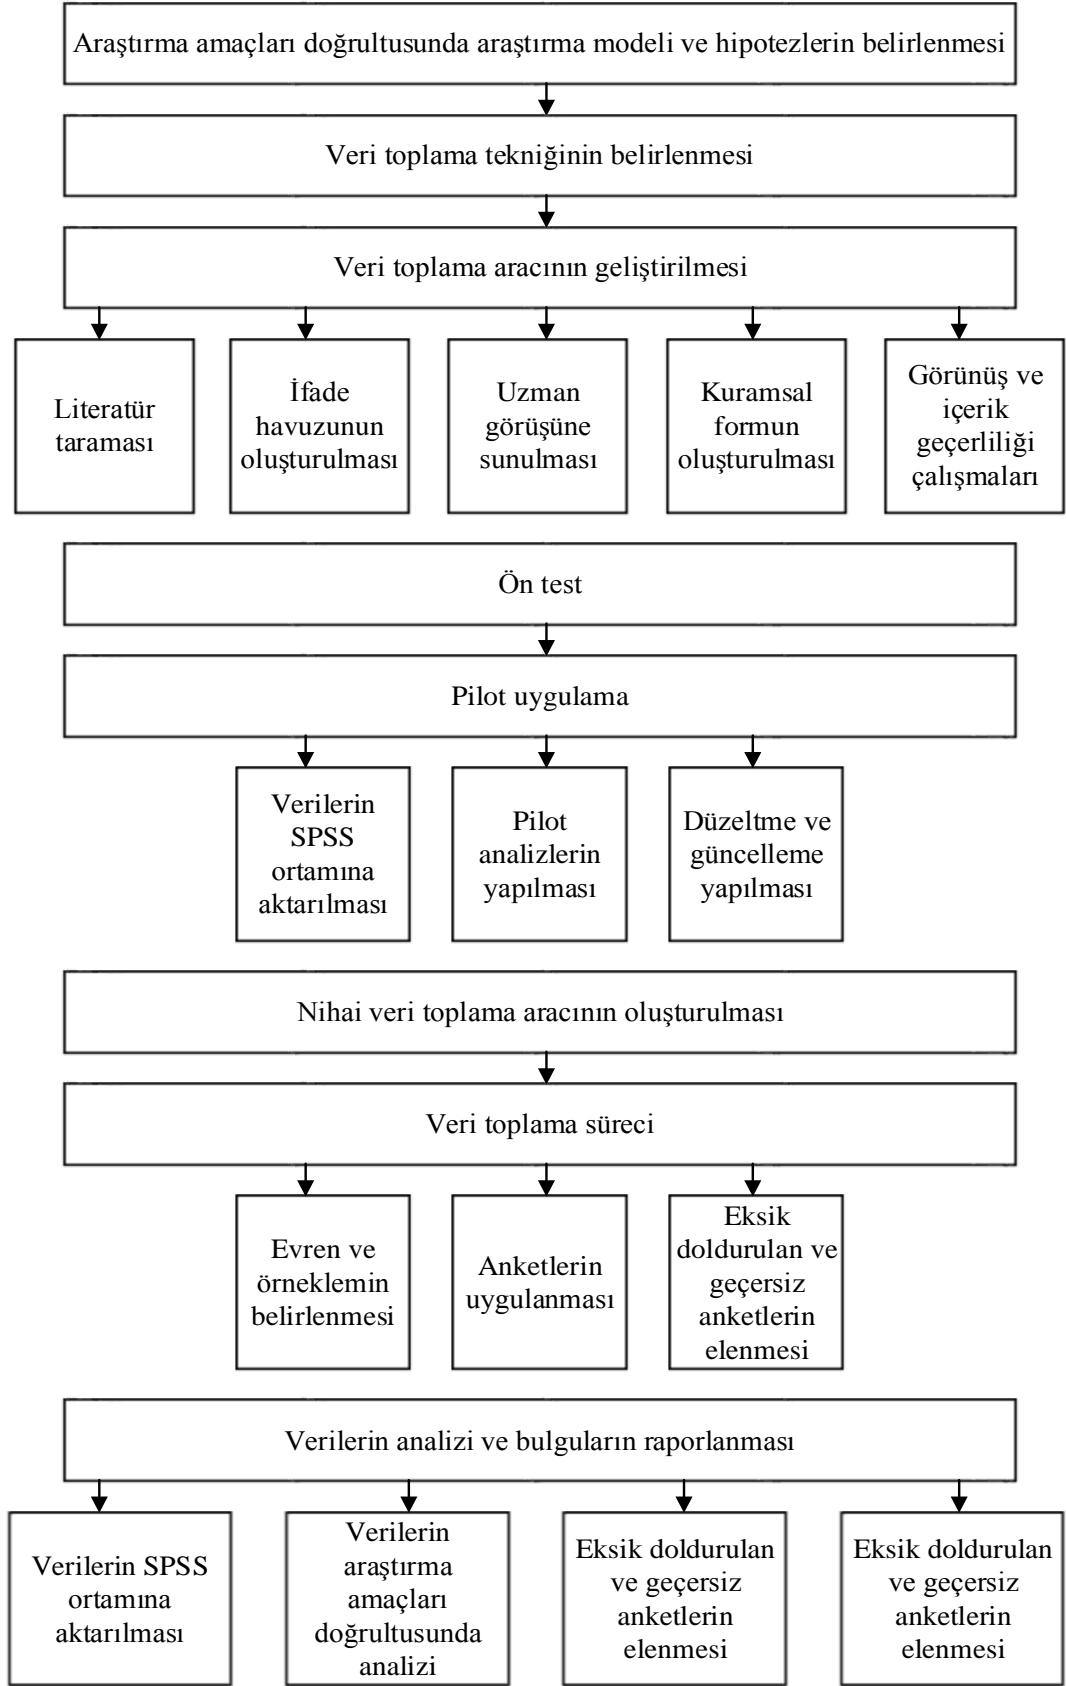 Araştırma amaçları doğrultusunda araştırma modeli ve hipotezlerin belirlenmesi
Veri toplama tekniğinin belirlenmesi
Veri toplama aracının geliştirilmesi
Literatür
taraması
İfade
havuzunun
oluşturulması
Uzman
görüşüne
sunulması
Kuramsal
formun
oluşturulması
Görünüş ve
içerik
geçerliliği
çalışmaları
Ön test
Pilot uygulama
Verilerin
SPSS
ortamına
aktarılması
Pilot
analizlerin
yapılması
Düzeltme ve
güncelleme
yapılması
Nihai veri toplama aracının oluşturulması
Veri toplama süreci
Evren ve
örneklemin
belirlenmesi
Anketlerin
uygulanması
Eksik
doldurulan ve
geçersiz
anketlerin
elenmesi
Verilerin analizi ve bulguların raporlanması
Verilerin SPSS
ortamına
aktarılması
Verilerin
araştırma
amaçları
doğrultusunda
analizi
Eksik doldurulan
ve geçersiz
anketlerin
elenmesi
Eksik doldurulan
ve geçersiz
anketlerin
elenmesi